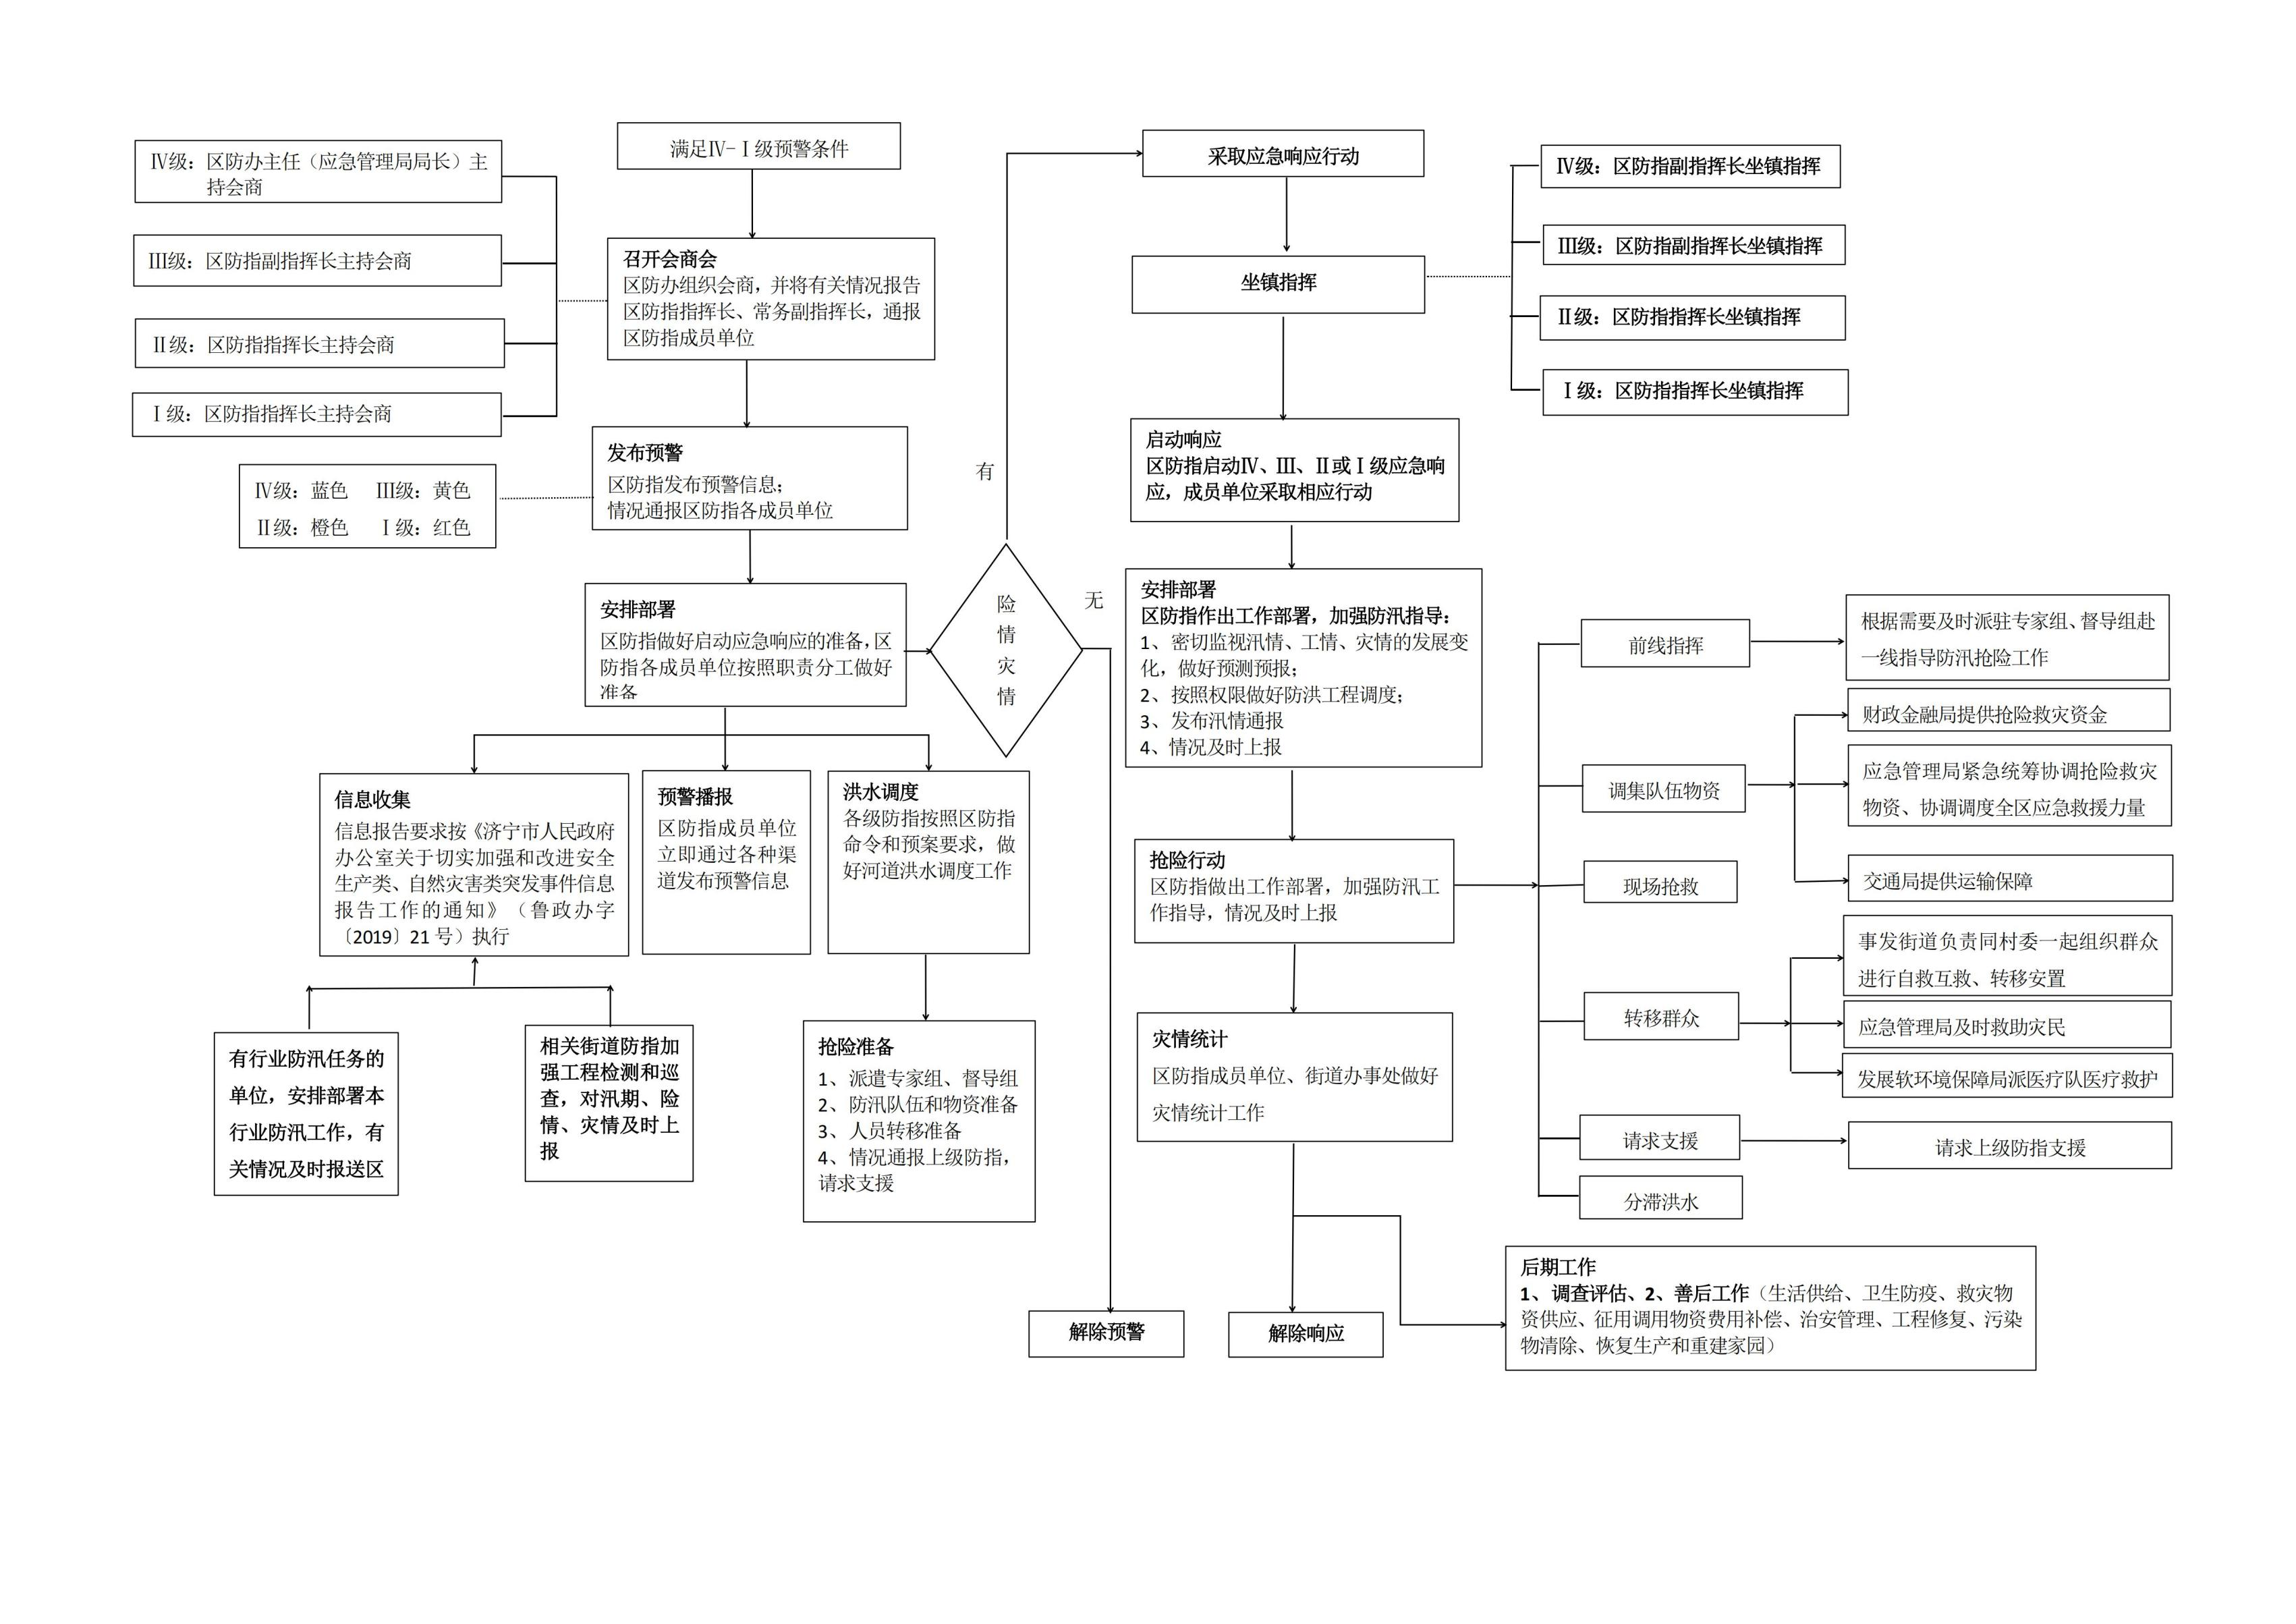 满足Ⅳ-Ⅰ级预警条件
Ⅳ级：区防办主任（应急管理局局长）主
持会商
Ⅲ级：区防指副指挥长主持会商
Ⅱ级：区防指指挥长主持会商
Ⅰ级：区防指指挥长主持会商
召开会商会
区防办组织会商，并将有关情况报告
区防指指挥长、常务副指挥长，通报
区防指成员单位
发布预警
区防指发布预警信息；
情况通报区防指各成员单位
Ⅳ级：蓝色 Ⅲ级：黄色
Ⅱ级：橙色 Ⅰ级：红色
安排部署
区防指做好启动应急响应的准备，区
防指各成员单位按照职责分工做好
准备
信息收集
信息报告要求按《济宁市人民政府
办公室关于切实加强和改进安全
生产类、自然灾害类突发事件信息
报告工作的通知》（鲁政办字
〔2019〕21号）执行
预警播报
区防指成员单位
立即通过各种渠
道发布预警信息
洪水调度
各级防指按照区防指
命令和预案要求，做
好河道洪水调度工作
有行业防汛任务的
单位，安排部署本
行业防汛工作，有
关情况及时报送区
相关街道防指加
强工程检测和巡
查，对汛期、险
情、灾情及时上
报
抢险准备
1、派遣专家组、督导组
2、防汛队伍和物资准备
3、人员转移准备
4、情况通报上级防指，
请求支援
险
情
灾
情
有
无
解除预警
采取应急响应行动
坐镇指挥
Ⅳ级：区防指副指挥长坐镇指挥
Ⅲ级：区防指副指挥长坐镇指挥
Ⅱ级：区防指指挥长坐镇指挥
Ⅰ级：区防指指挥长坐镇指挥
启动响应
区防指启动Ⅳ、Ⅲ、Ⅱ或Ⅰ级应急响
应，成员单位采取相应行动
安排部署
区防指作出工作部署，加强防汛指导：
1、密切监视汛情、工情、灾情的发展变
化，做好预测预报；
2、按照权限做好防洪工程调度；
3、发布汛情通报
4、情况及时上报
抢险行动
区防指做出工作部署，加强防汛工
作指导，情况及时上报
灾情统计
区防指成员单位、街道办事处做好
灾情统计工作
解除响应
前线指挥
根据需要及时派驻专家组、督导组赴
一线指导防汛抢险工作
调集队伍物资
财政金融局提供抢险救灾资金
应急管理局紧急统筹协调抢险救灾
物资、协调调度全区应急救援力量
交通局提供运输保障
现场抢救
转移群众
事发街道负责同村委一起组织群众
进行自救互救、转移安置
应急管理局及时救助灾民
发展软环境保障局派医疗队医疗救护
请求支援
请求上级防指支援
分滞洪水
后期工作
1、调查评估、2、善后工作（生活供给、卫生防疫、救灾物
资供应、征用调用物资费用补偿、治安管理、工程修复、污染
物清除、恢复生产和重建家园）